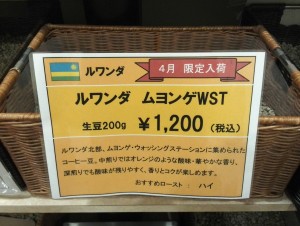 ルワンダ
4月 限定入荷
ルワンダ ムヨンゲWST
生豆200g ¥1,200 (税込)
ルワンダ北部、ムヨンゲ・ウォッシングステーションに集められた
コーヒー豆。中煎りではオレンジのような酸味・華やかな香り、
深煎りでも酸味が残りやすく、香りとコクが楽しめます。
おすすめロースト : ハイ